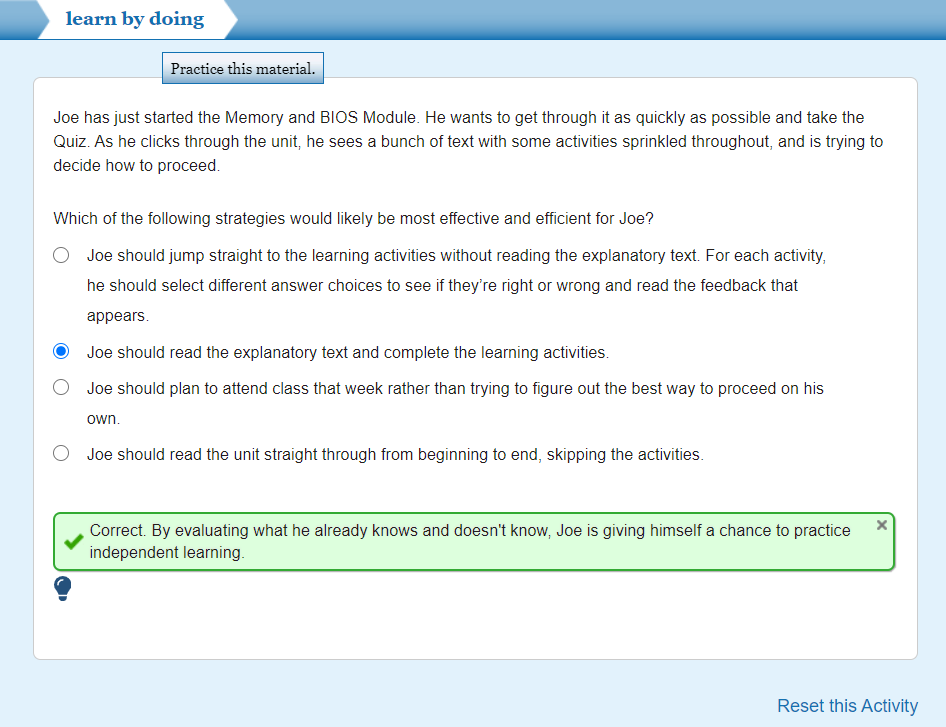 learn by doing
Practice this material.
Joe has just started the Memory and BIOS Module. He wants to get through it as quickly as possible and take the
Quiz. As he clicks through the unit, he sees a bunch of text with some activities sprinkled throughout, and is trying to
decide how to proceed.
Which of the following strategies would likely be most effective and efficient for Joe?
Joe should jump straight to the learning activities without reading the explanatory text. For each activity,
he should select different answer choices to see if they're right or wrong and read the feedback that
appears.
Joe should read the explanatory text and complete the learning activities.
Joe should plan to attend class that week rather than trying to figure out the best way to proceed on his
own.
Joe should read the unit straight through from beginning to end, skipping the activities.
Correct. By evaluating what he already knows and doesn't know, Joe is giving himself a chance to practice
independent learning.
Reset this Activity